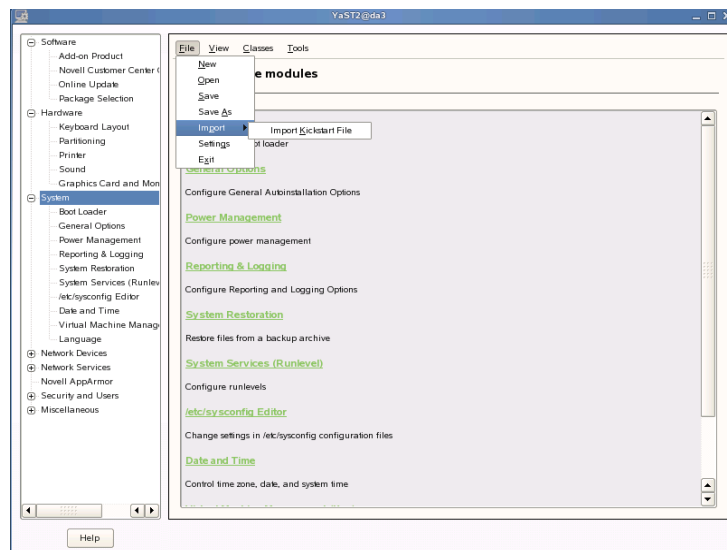 YaST2@da3
Software
Add-on Product
Novell Customer Center
Online Update
Package Selection
Hardware
Keyboard Layout
Partitioning
Printer
Sound
Graphics Card and Mon
System
Boot Loader
General Options
Power Management
Reporting & Logging
System Restoration
System Services (Runlev
/etc/sysconfig Editor
Date and Time
Virtual Machine Manag
Language
Network Devices
Network Services
Novell AppArmor
Security and Users
Miscellaneous
Help
File View Classes Tools
New
Open
Save
Save As
Import
Settings
Exit
Import Kickstart File
e modules
ot loader
General Options
Configure General Autoinstallation Options
Power Management
Configure power management
Reporting & Logging
Configure Reporting and Logging Options
System Restoration
Restore files from a backup archive
System Services (Runlevel)
Configure runlevels
/etc/sysconfig Editor
Change settings in /etc/sysconfig configuration files
Date and Time
Control time zone, date, and system time